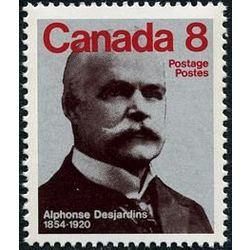 Canada 8
Postage
Postes
Alphonse Desjardins
1854-1920